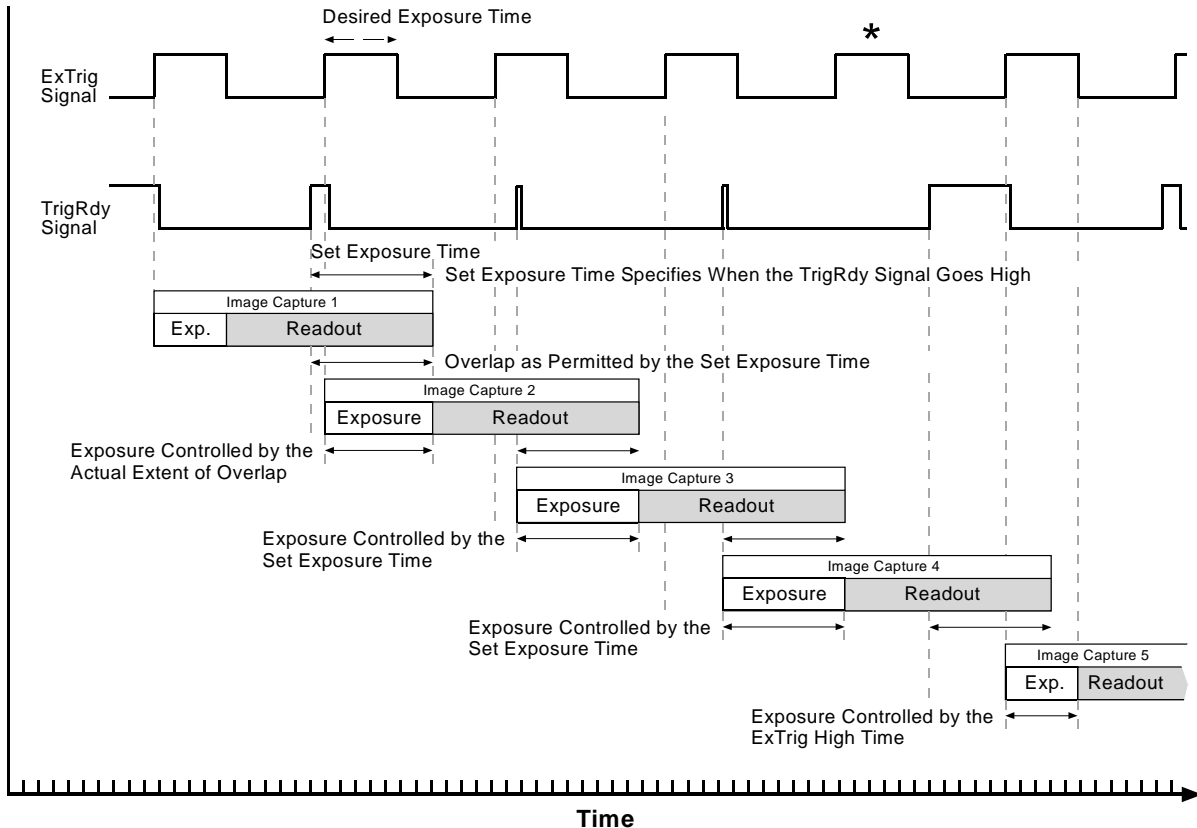 Desired Exposure Time
*
ExTrig
Signal
TrigRdy
Signal
Set Exposure Time
Set Exposure Time Specifies When the TrigRdy Signal Goes High
Image Capture 1
Exp. Readout
Overlap as Permitted by the Set Exposure Time
Image Capture 2
Exposure Readout
Exposure Controlled by the
Actual Extent of Overlap
Image Capture 3
Exposure Readout
Exposure Controlled by the
Set Exposure Time
Image Capture 4
Exposure Readout
Exposure Controlled by the
Set Exposure Time
Image Capture 5
Exp. Readout
Exposure Controlled by the
ExTrig High Time
Time